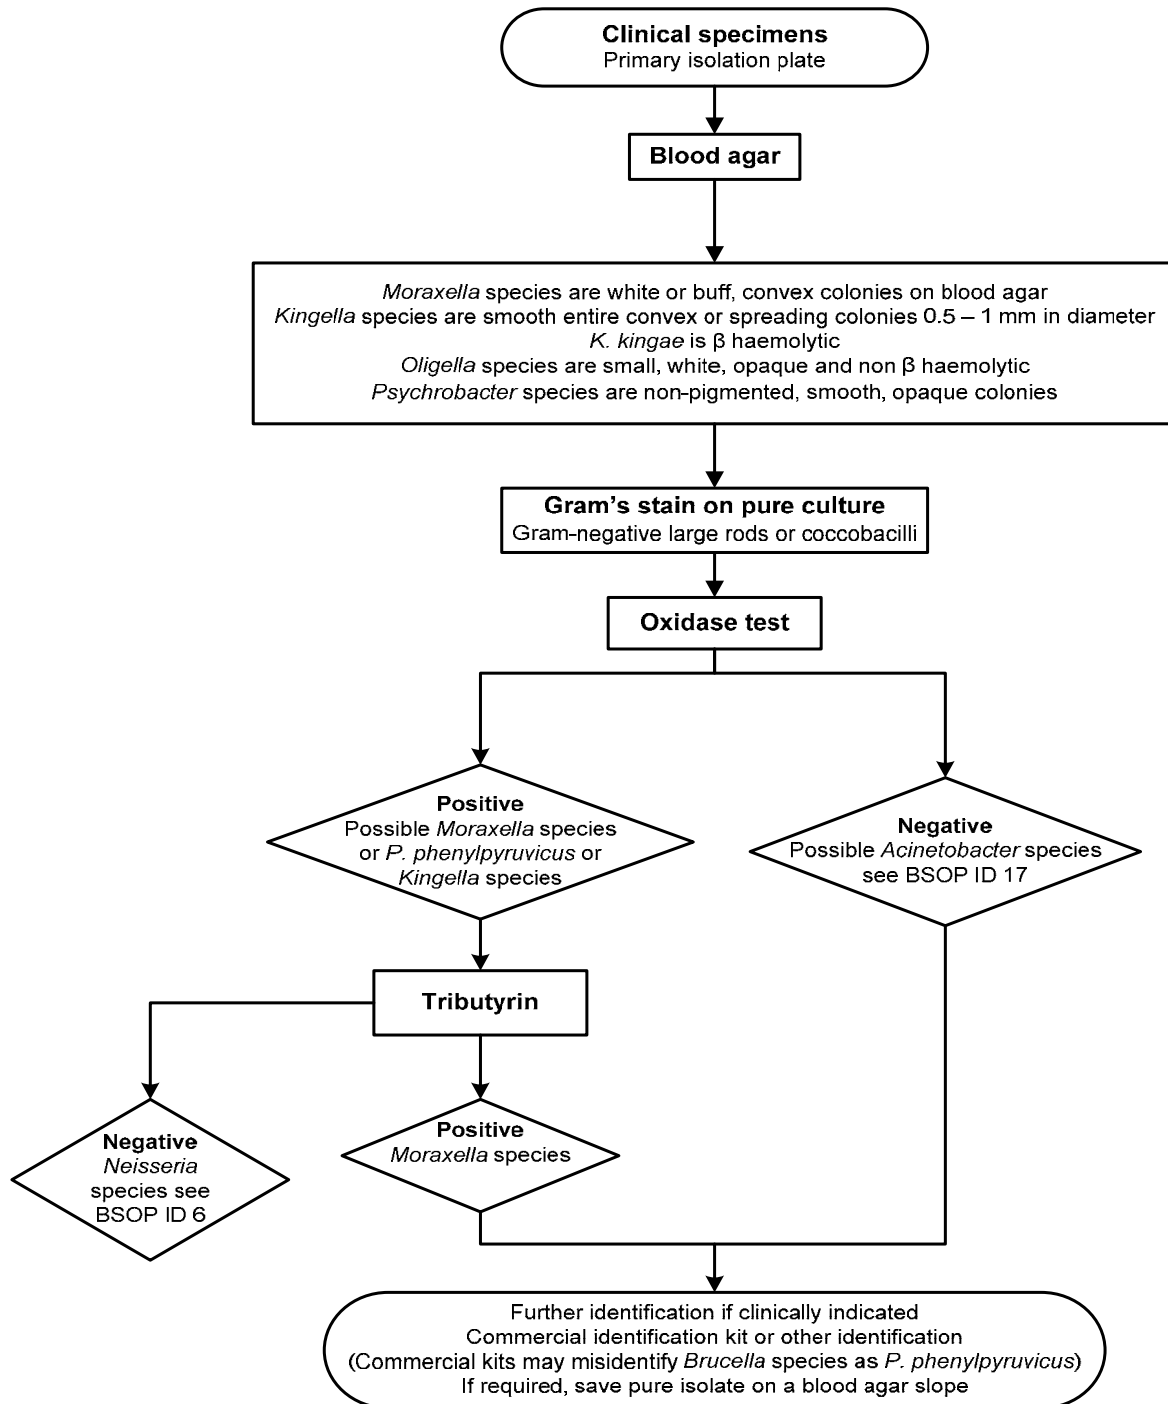 Clinical specimens
Primary isolation plate
Blood agar
Moraxella species are white or buff, convex colonies on blood agar
Kingella species are smooth entire convex or spreading colonies 0.5 – 1 mm in diameter
K. kingae is β haemolytic
Oligella species are small, white, opaque and non β haemolytic
Psychrobacter species are non-pigmented, smooth, opaque colonies
Gram's stain on pure culture
Gram-negative large rods or coccobacilli
Oxidase test
Positive
Possible Moraxella species
or P. phenylpyruvicus or
Kingella species
Negative
Possible Acinetobacter species
see BSOP ID 17
Tributyrin
Negative
Neisseria
species see
BSOP ID 6
Positive
Moraxella species
Further identification if clinically indicated
Commercial identification kit or other identification
(Commercial kits may misidentify Brucella species as P. phenylpyruvicus)
If required, save pure isolate on a blood agar slope